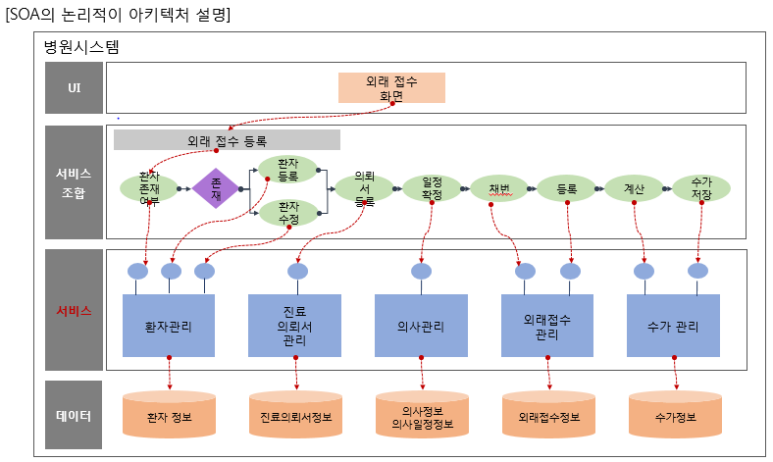 [SOA의 논리적이 아키텍처 설명]
병원시스템
UI
외래 접수
화면
서비스
조합
외래 접수 등록
환자
존재
여부
존
재
환자
등록
환자
수정
의뢰
서
등록
일정
확정
채번
등록
계산
수가
저장
서비스
환자관리
진료
의뢰서
관리
의사관리
외래접수
관리
수가 관리
데이터
환자 정보
진료의뢰서정보
의사정보
의사일정정보
외래접수정보
수가정보